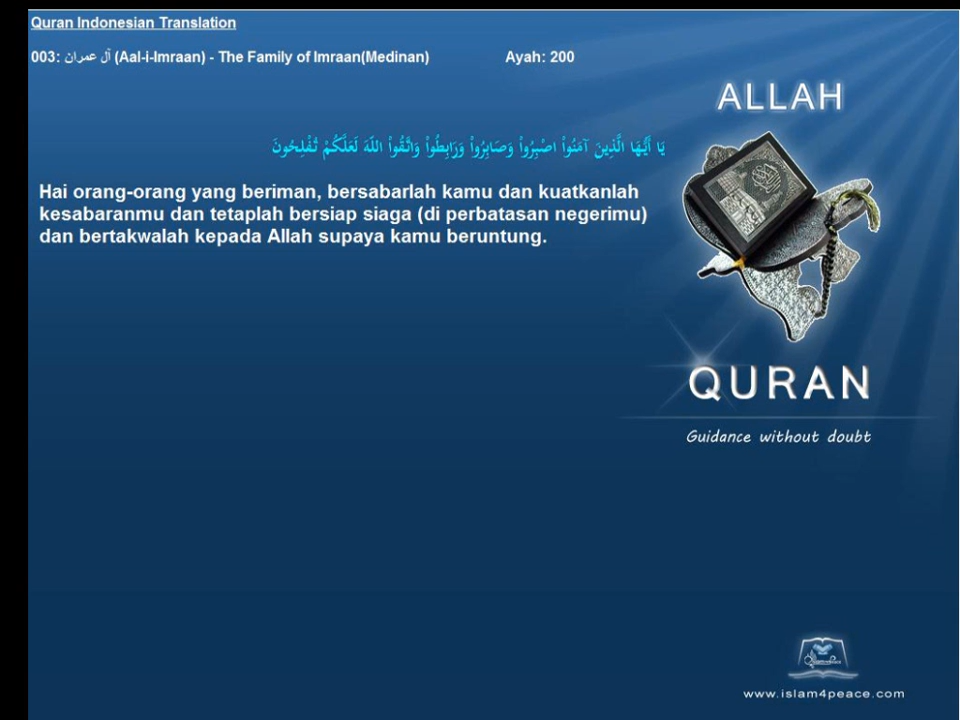 Quran Indonesian Translation
003: آل عمران (Aal-i-Imraan) - The Family of Imraan(Medinan) Ayah: 200
ALLAH
يَا أَيُّهَا الَّذِينَ آمَنُواْ اصْبِرُواْ وَصَابِرُواْ وَرَابِطُواْ وَاتَّقُواْ اللّهَ لَعَلَّكُمْ تُفْلِحُونَ
Hai orang-orang yang beriman, bersabarlah kamu dan kuatkanlah
kesabaranmu dan tetaplah bersiap siaga (di perbatasan negerimu)
dan bertakwalah kepada Allah supaya kamu beruntung.
QURAN
Guidance without doubt
www.islam4peace.com